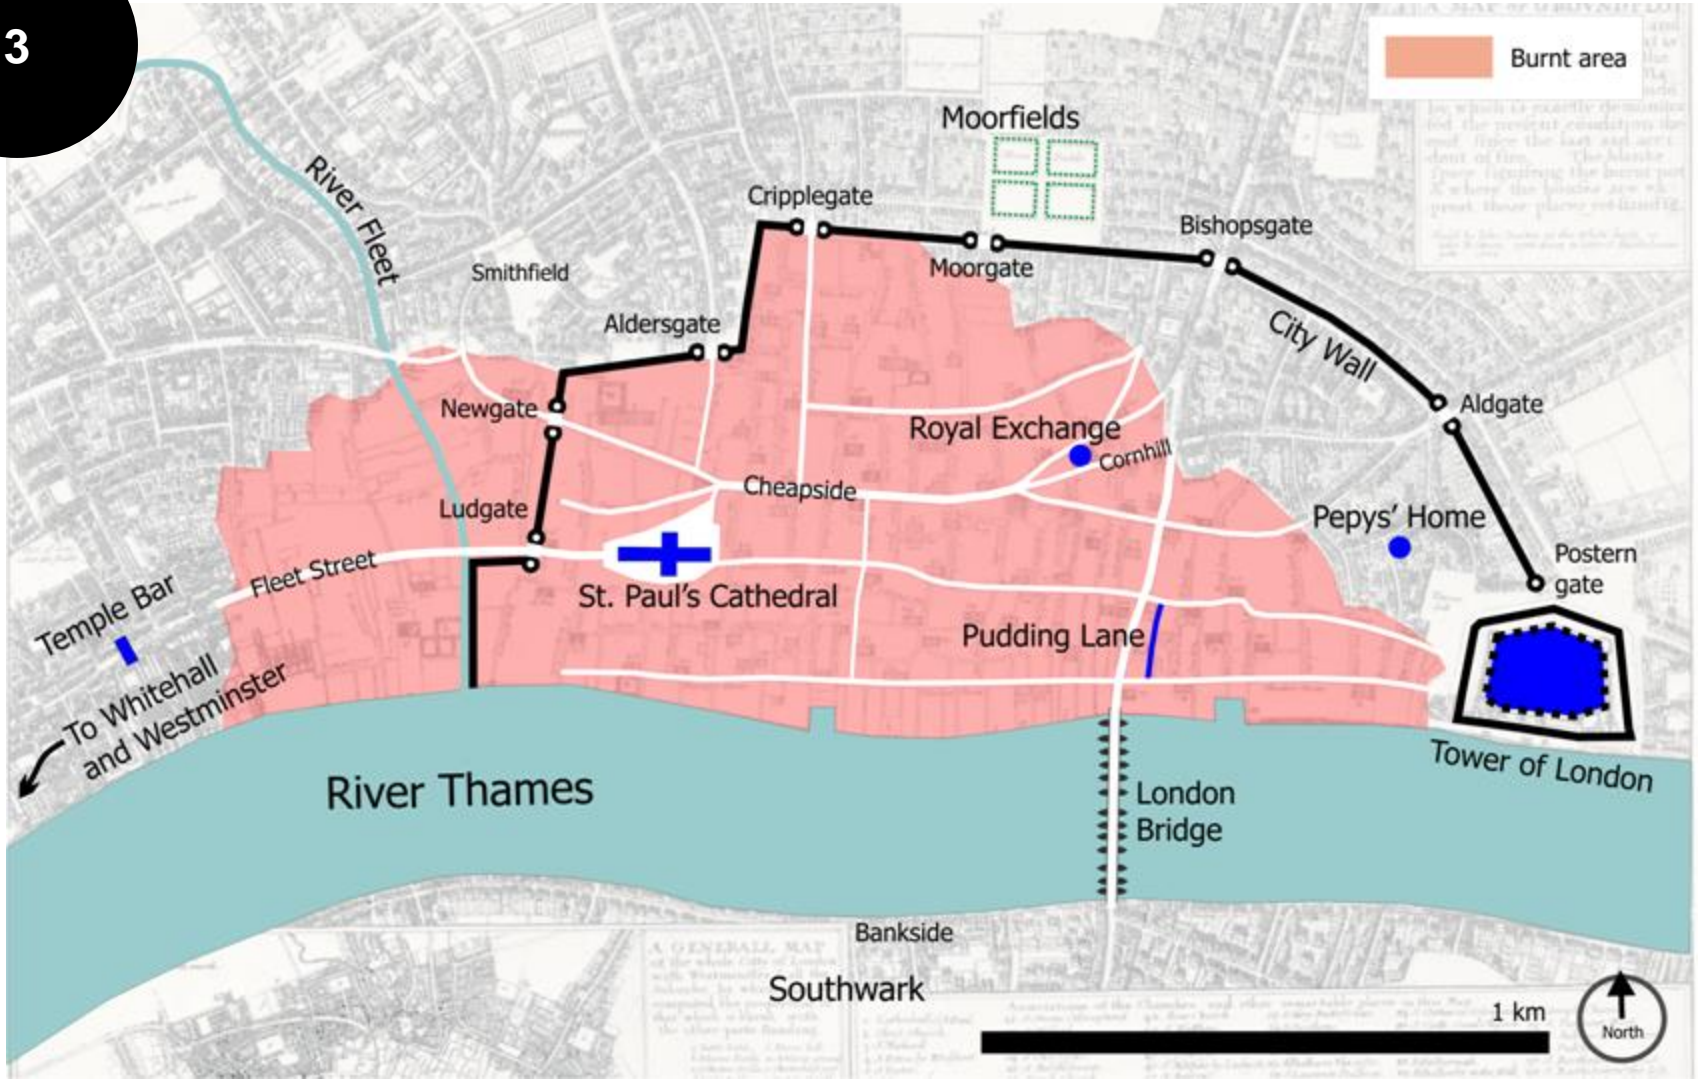 3
Burnt area
Moorfields
Cripplegate
Bishopsgate
Moorgate
River Fleet
Smithfield
Aldersgate
City Wall
Newgate
Aldgate
Royal Exchange
Cornhill
Cheapside
Ludgate
Pepys’ Home
Postern
gate
Fleet Street
Temple Bar
St. Paul’s Cathedral
Pudding Lane
To Whitehall
and Westminster
Tower of London
River Thames
London
Bridge
Bankside
A GENERALL MAP
Southwark
1 km
North